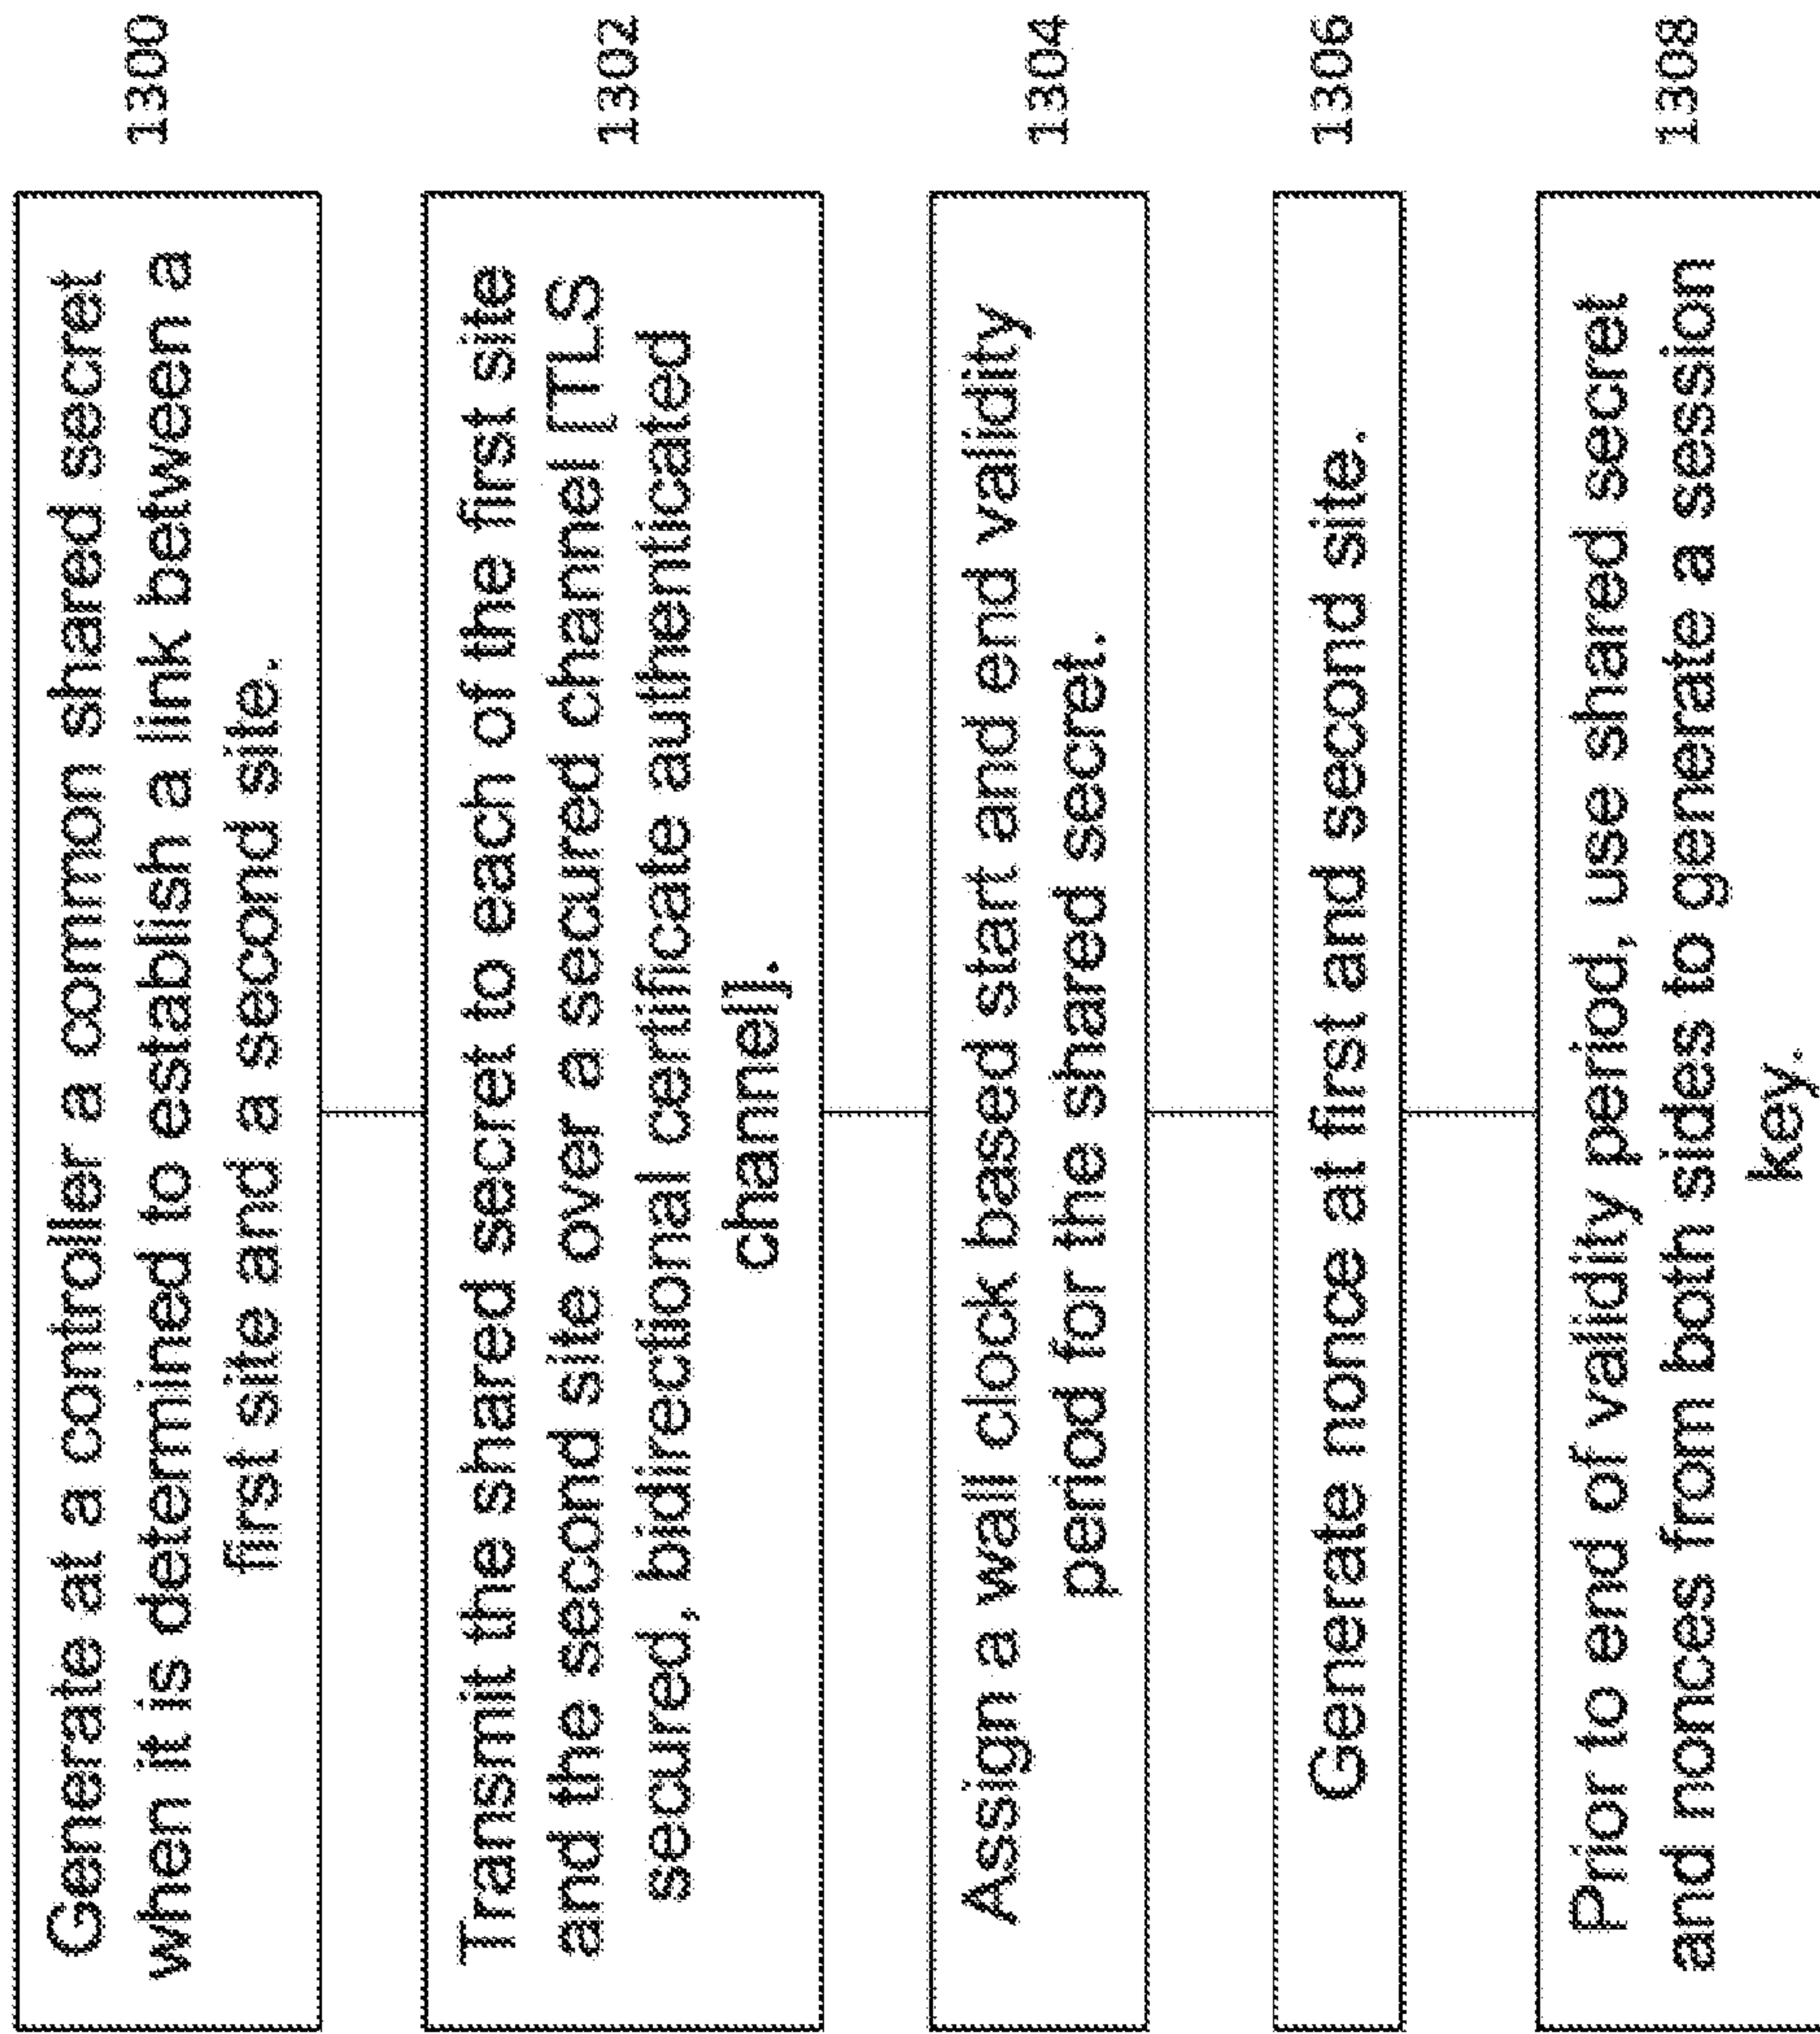 Generate at a controller a common shared secret
when it is determined to establish a link between a
first site and a second site.
1300
Transmit the shared secret to each of the first site
and the second site over a secured channel [TLS
secured, bidirectional certificate authenticated
channel].
1302
Assign a wall clock based start and end validity
period for the shared secret.
1304
Generate nonce at first and second site.
1306
Prior to end of validity period, use shared secret
and nonces from both sides to generate a session
key.
1308